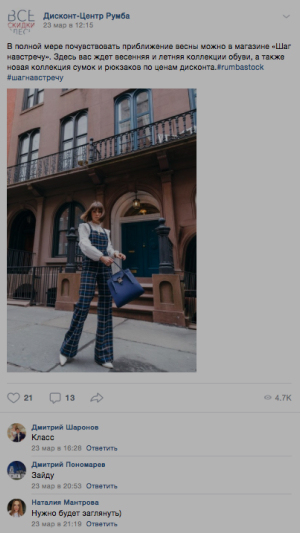 ВСЕ
СКИДКИ
Дисконт-Центр Румба
23 мар в 12:15
В полной мере почувствовать приближение весны можно в магазине «Шаг
навстречу». Здесь вас ждет весенняя и летняя коллекции обуви, а также
новая коллекция сумок и рюкзаков по ценам дисконта.#rumbastock
#шагнавстречу
21 13 4.7K
Дмитрий Шаронов
Класс
23 мар в 16:28 Ответить
Дмитрий Пономарев
Зайду
23 мар в 20:53 Ответить
Наталия Мантрова
Нужно будет заглянуть)
23 мар в 21:19 Ответить